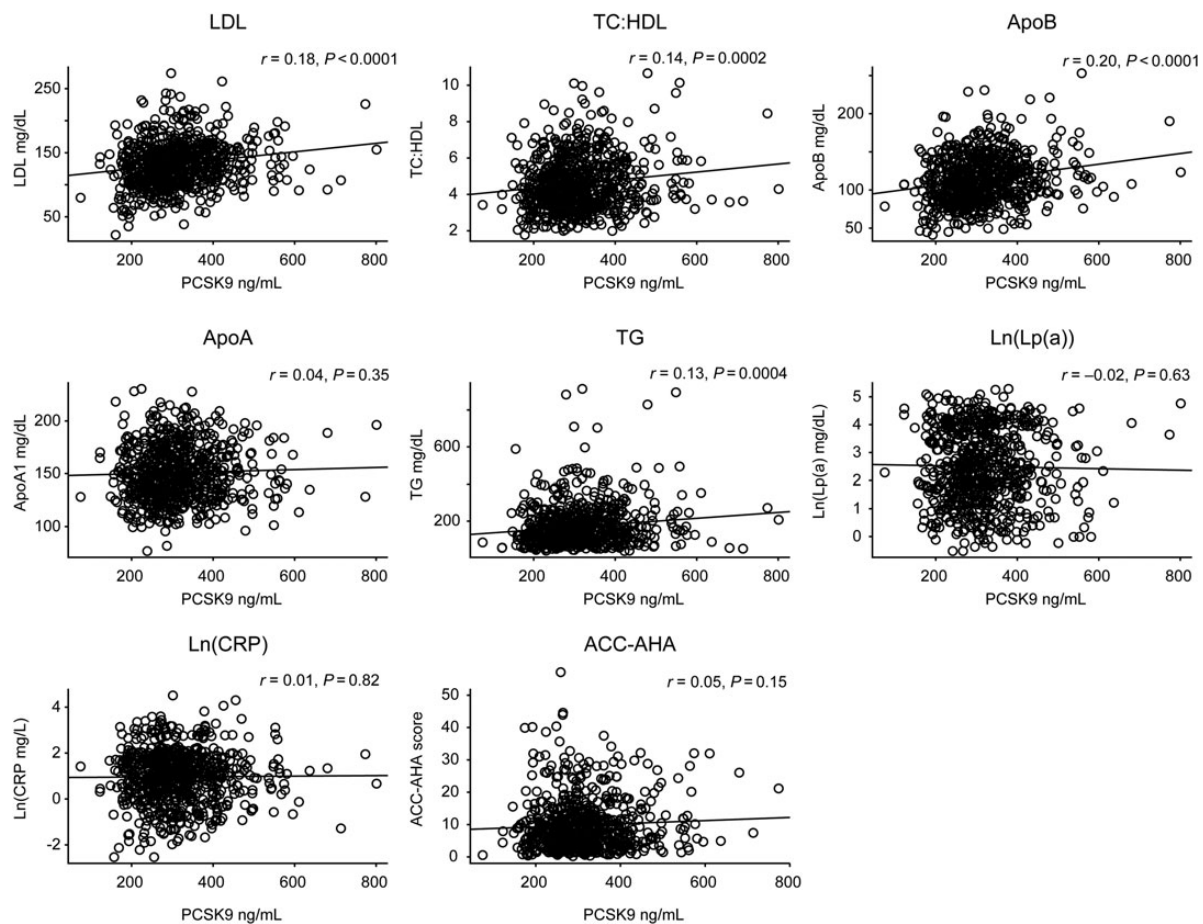 LDL
r = 0.18, P < 0.0001
LDL mg/dL
250
150
50
200
400
600
800
PCSK9 ng/mL
TC:HDL
r = 0.14, P = 0.0002
TC:HDL
10
8
6
4
2
200
400
600
800
PCSK9 ng/mL
ApoB
r = 0.20, P < 0.0001
ApoB mg/dL
200
100
50
200
400
600
800
PCSK9 ng/mL
ApoA
r = 0.04, P = 0.35
ApoA1 mg/dL
200
150
100
200
400
600
800
PCSK9 ng/mL
TG
r = 0.13, P = 0.0004
TG mg/dL
600
200
200
400
600
800
PCSK9 ng/mL
Ln(Lp(a))
r = –0.02, P = 0.63
Ln(Lp(a) mg/dL)
5
4
3
2
2
0
200
400
600
800
PCSK9 ng/mL
Ln(CRP)
r = 0.01, P = 0.82
Ln(CRP mg/L)
4
2
0
-2
200
400
600
800
PCSK9 ng/mL
ACC-AHA
r = 0.05, P = 0.15
ACC-AHA score
50
40
30
20
10
0
200
400
600
800
PCSK9 ng/mL